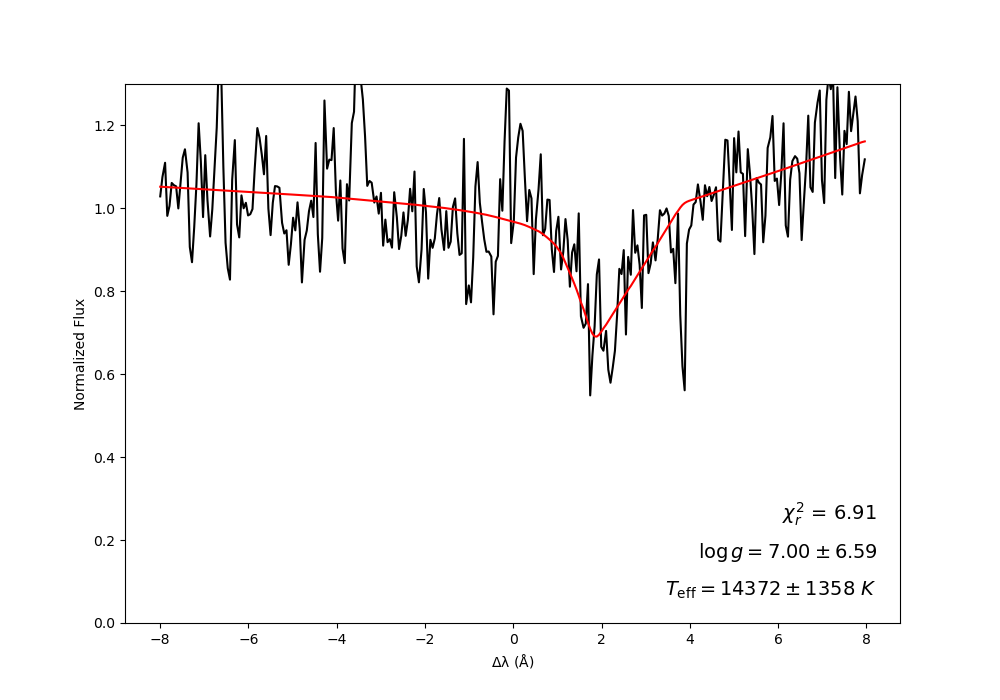 1.2
1.0
0.8
0.6
0.4
0.2
0.0
Normalized Flux
χ²ᵣ = 6.91
log g = 7.00 ± 6.59
T_eff = 14372 ± 1358 K
−8 −6 −4 −2 0 2 4 6 8
Δλ (Å)